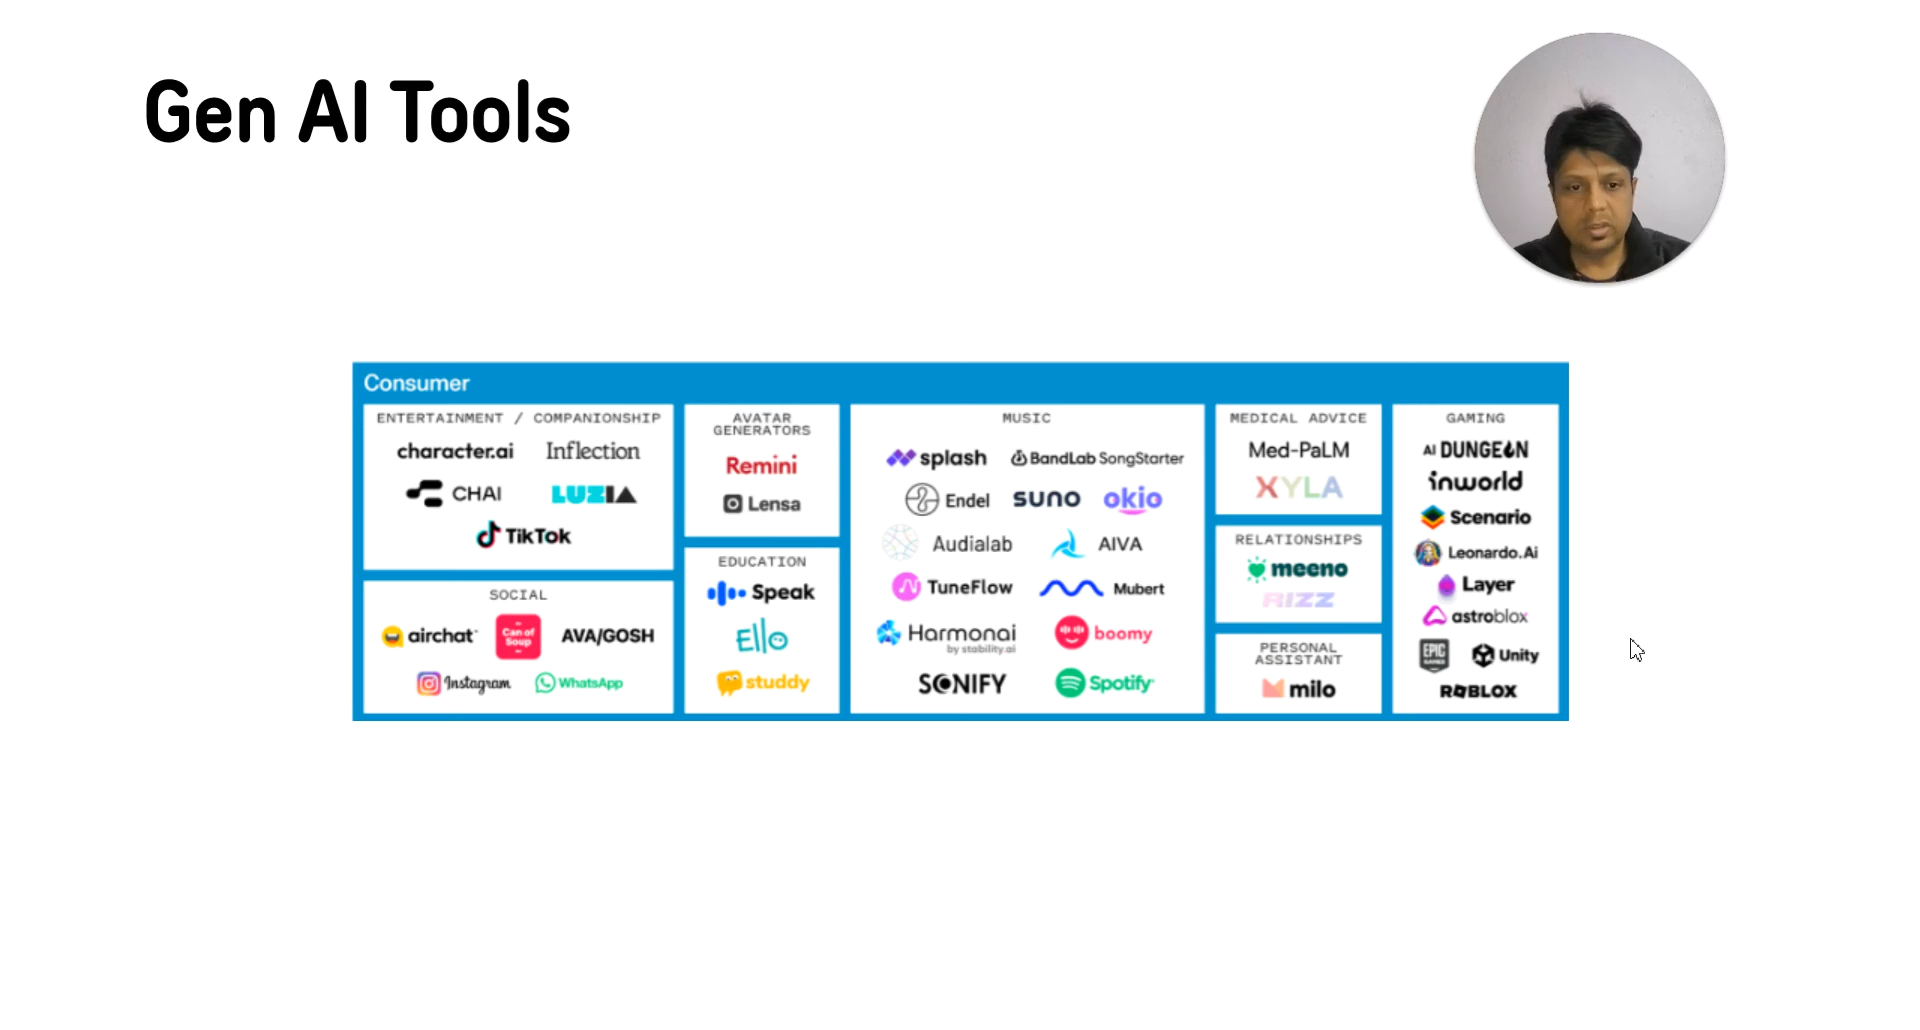 Gen AI Tools
Consumer
ENTERTAINMENT / COMPANIONSHIP
character.ai Inflection
CHAI LUZIA
TikTok
SOCIAL
airchat Can of Soup AVA/GOSH
Instagram WhatsApp
AVATAR
GENERATORS
Remini
Lensa
EDUCATION
Speak
Ello
studdy
MUSIC
splash BandLab SongStarter
Endel suno okio
Audialab AIVA
TuneFlow Mubert
Harmonai
by stability.ai
boomy
SONIFY Spotify
MEDICAL ADVICE
Med-PaLM
XYLA
RELATIONSHIPS
meeno
RIZZ
PERSONAL
ASSISTANT
milo
GAMING
AI DUNGEON
inworld
Scenario
Leonardo.Ai
Layer
astroblox
EPIC GAMES Unity
ROBLOX